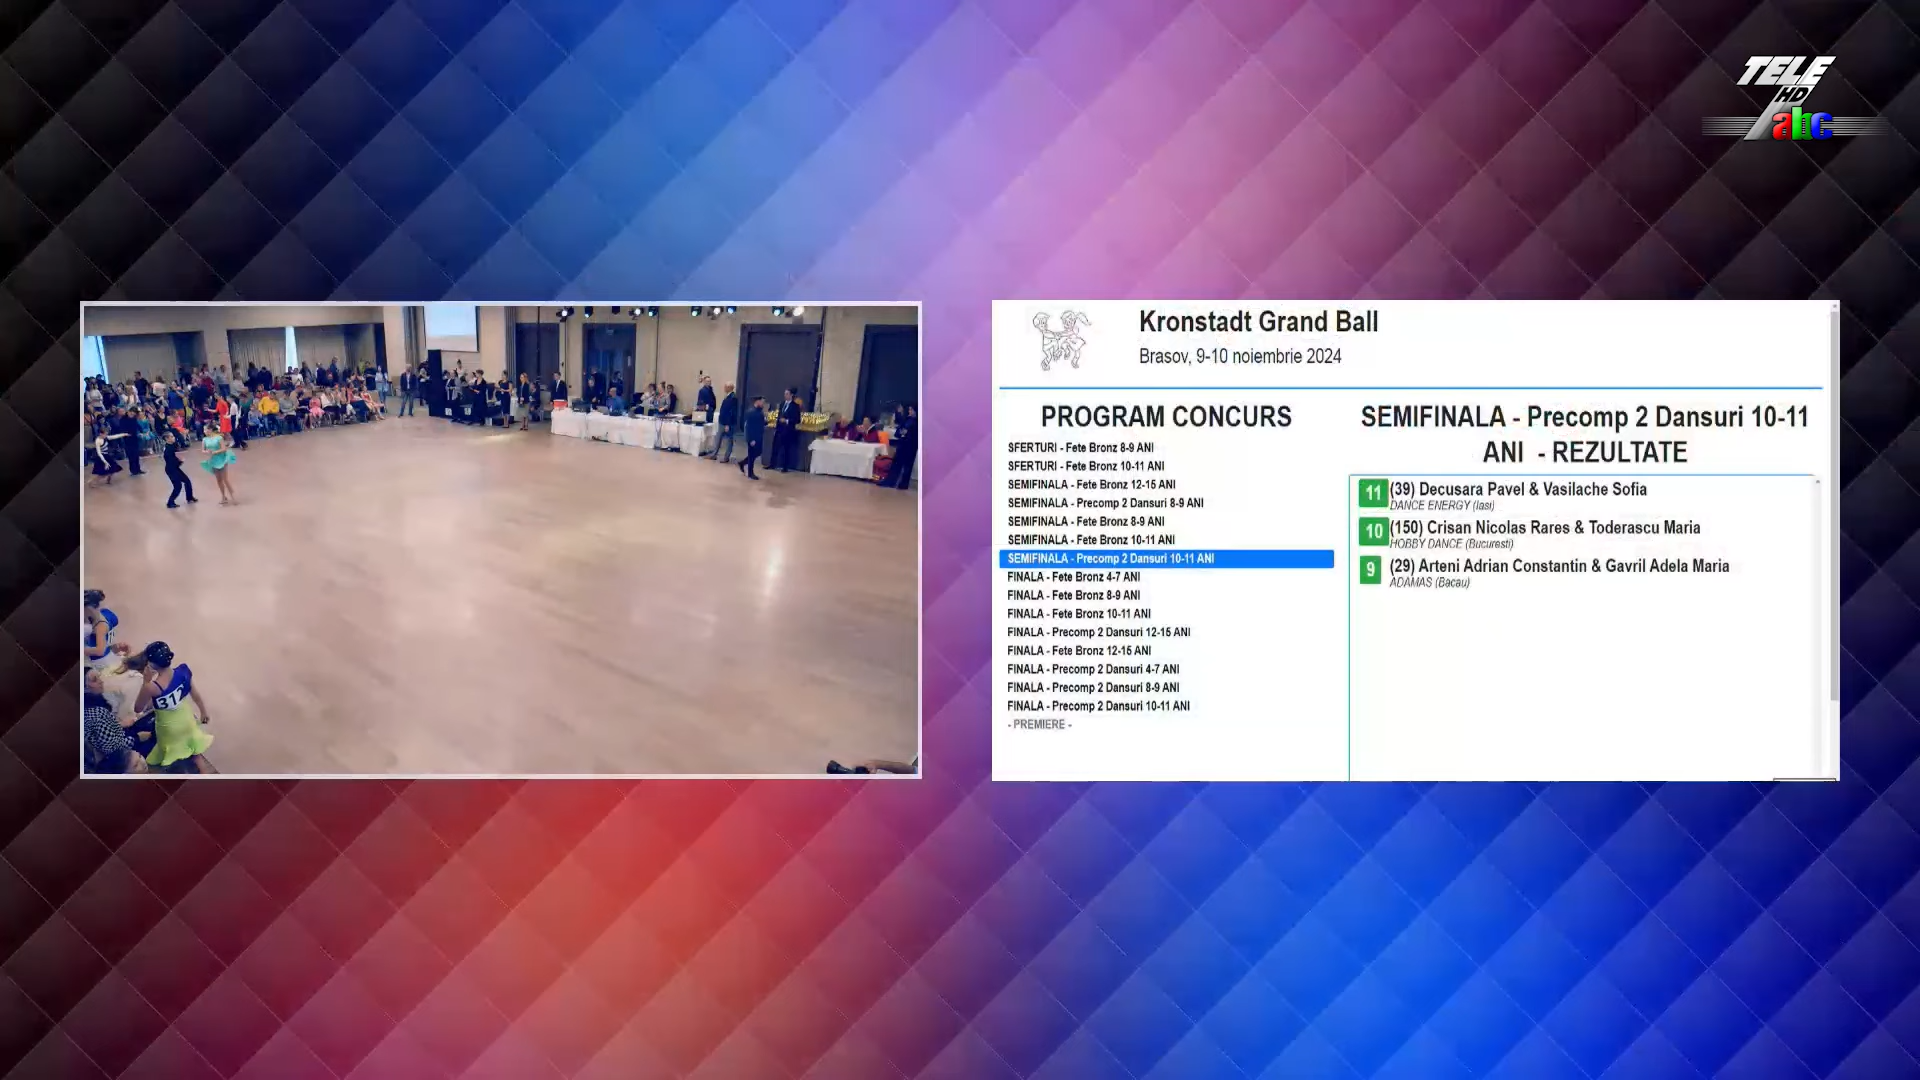 TELE
HD
7abc
Kronstadt Grand Ball
Brasov, 9-10 noiembrie 2024
PROGRAM CONCURS
SFERTURI - Fete Bronz 8-9 ANI
SFERTURI - Fete Bronz 10-11 ANI
SEMIFINALA - Fete Bronz 12-15 ANI
SEMIFINALA - Precomp 2 Dansuri 8-9 ANI
SEMIFINALA - Fete Bronz 8-9 ANI
SEMIFINALA - Fete Bronz 10-11 ANI
SEMIFINALA - Precomp 2 Dansuri 10-11 ANI
FINALA - Fete Bronz 4-7 ANI
FINALA - Fete Bronz 8-9 ANI
FINALA - Fete Bronz 10-11 ANI
FINALA - Precomp 2 Dansuri 12-15 ANI
FINALA - Fete Bronz 12-15 ANI
FINALA - Precomp 2 Dansuri 4-7 ANI
FINALA - Precomp 2 Dansuri 8-9 ANI
FINALA - Precomp 2 Dansuri 10-11 ANI
- PREMIERE -
SEMIFINALA - Precomp 2 Dansuri 10-11
ANI - REZULTATE
11 (39) Decusara Pavel & Vasilache Sofia
DANCE ENERGY (Iasi)
10 (150) Crisan Nicolas Rares & Toderascu Maria
HOBBY DANCE (Bucuresti)
9 (29) Arteni Adrian Constantin & Gavril Adela Maria
ADAMAS (Bacau)
317